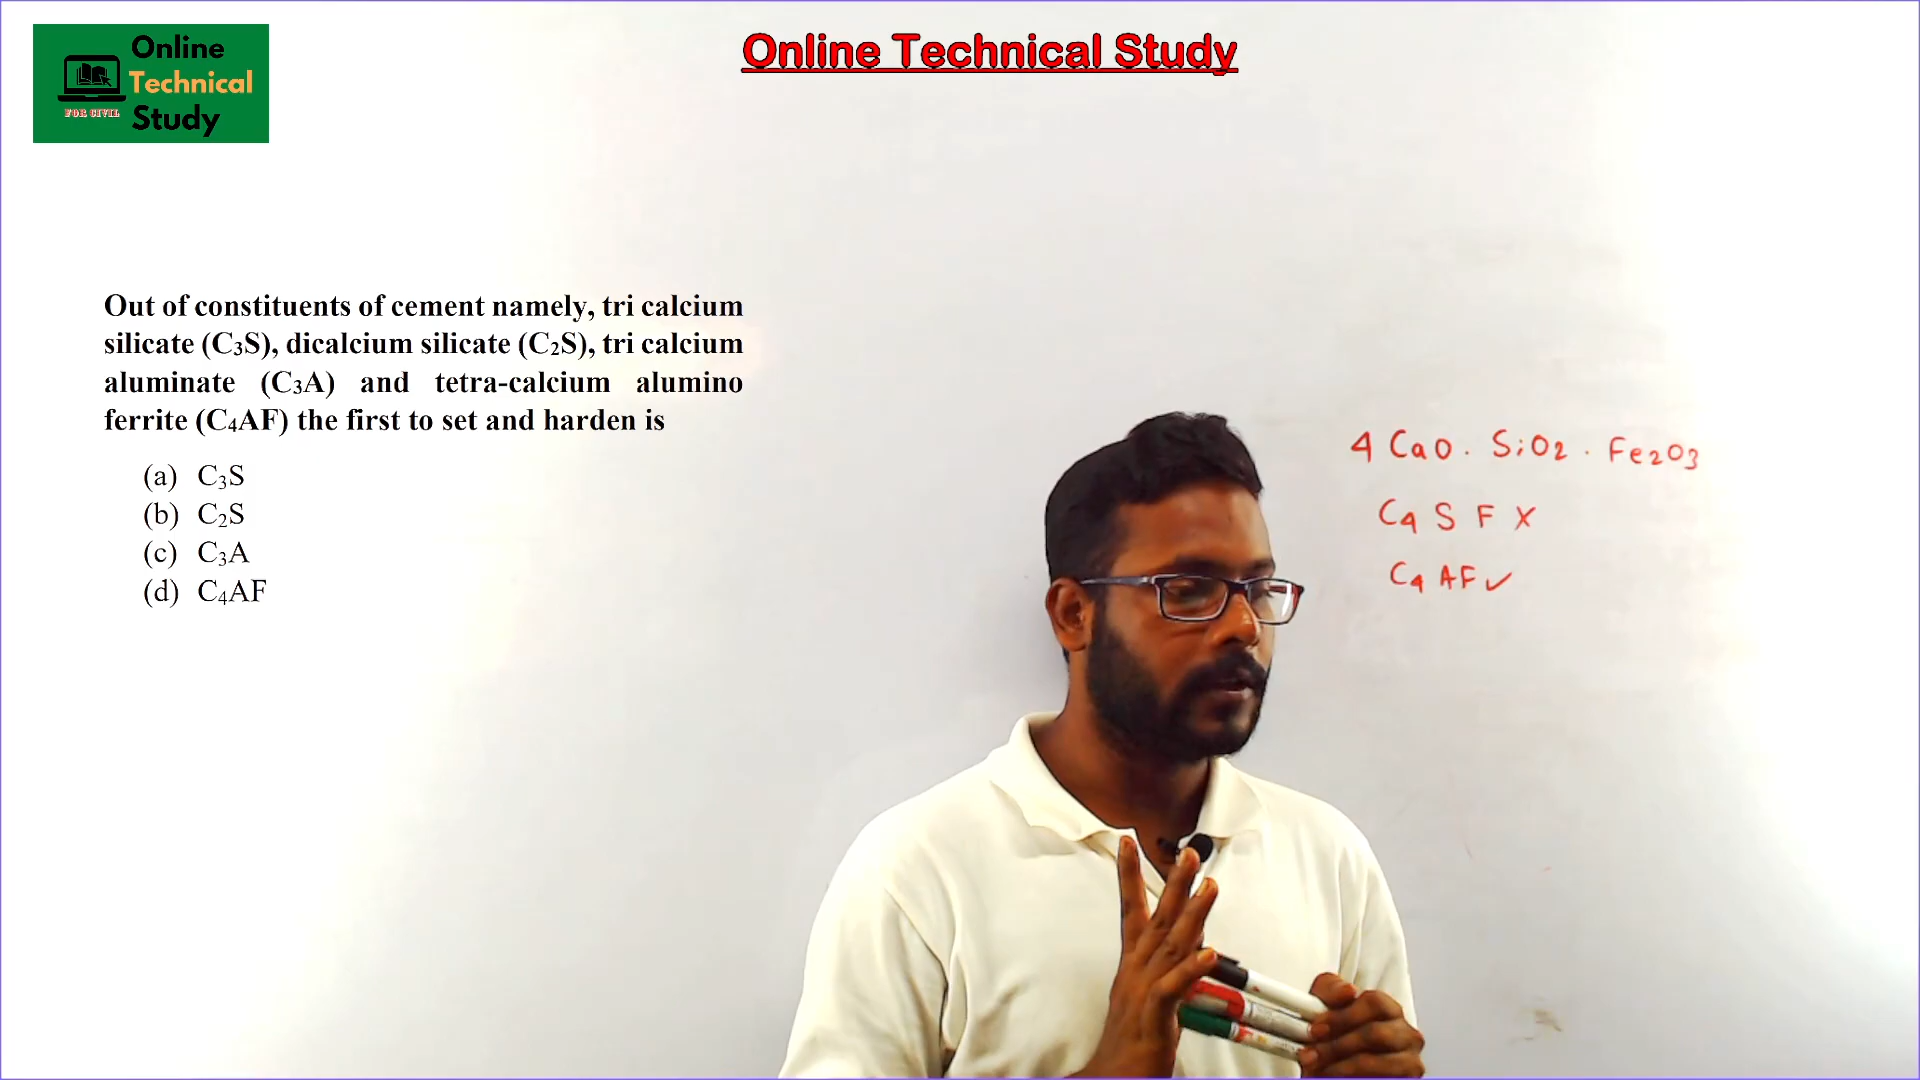 Online
Technical
Study
FOR CIVIL
Online Technical Study
Out of constituents of cement namely, tri calcium
silicate (C₃S), dicalcium silicate (C₂S), tri calcium
aluminate (C₃A) and tetra-calcium alumino
ferrite (C₄AF) the first to set and harden is
(a) C₃S
(b) C₂S
(c) C₃A
(d) C₄AF
4 CaO . SiO₂ . Fe₂O₃
C₄ S F ✗
C₄ AF ✓